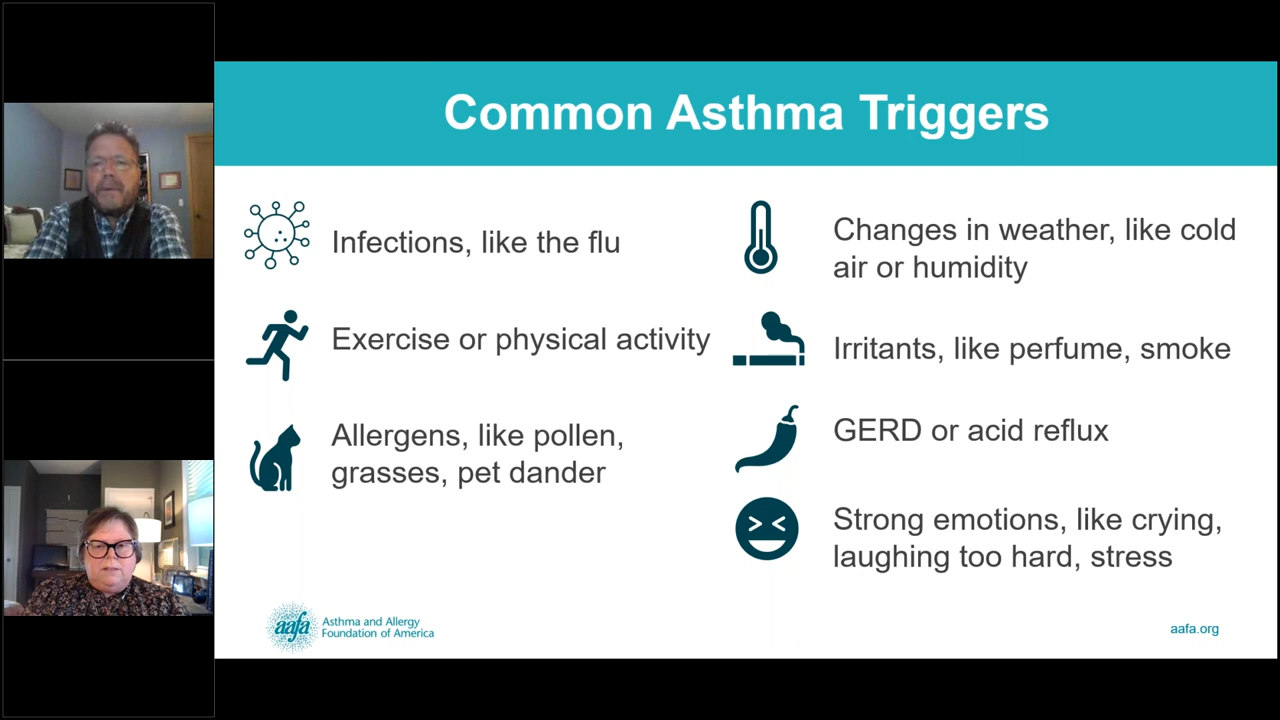 Common Asthma Triggers
Infections, like the flu
Exercise or physical activity
Allergens, like pollen,
grasses, pet dander
Changes in weather, like cold
air or humidity
Irritants, like perfume, smoke
GERD or acid reflux
Strong emotions, like crying,
laughing too hard, stress
aafa
Asthma and Allergy
Foundation of America
aafa.org